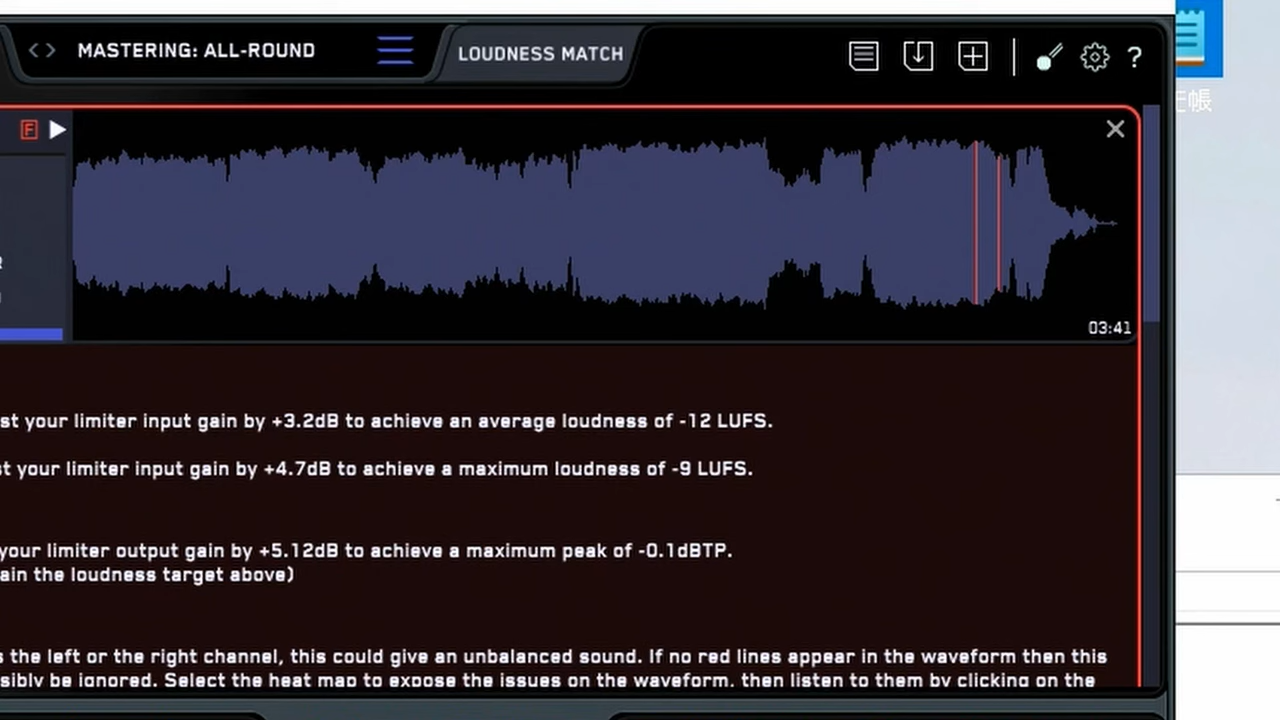 MASTERING: ALL-ROUND
LOUDNESS MATCH
?
F
03:41
st your limiter input gain by +3.2dB to achieve an average loudness of -12 LUFS.
st your limiter input gain by +4.7dB to achieve a maximum loudness of -9 LUFS.
your limiter output gain by +5.12dB to achieve a maximum peak of -0.1dBTP.
ain the loudness target above)
s the left or the right channel, this could give an unbalanced sound. If no red lines appear in the waveform then this
sibly be ignored. Select the heat map to expose the issues on the waveform, then listen to them by clicking on the